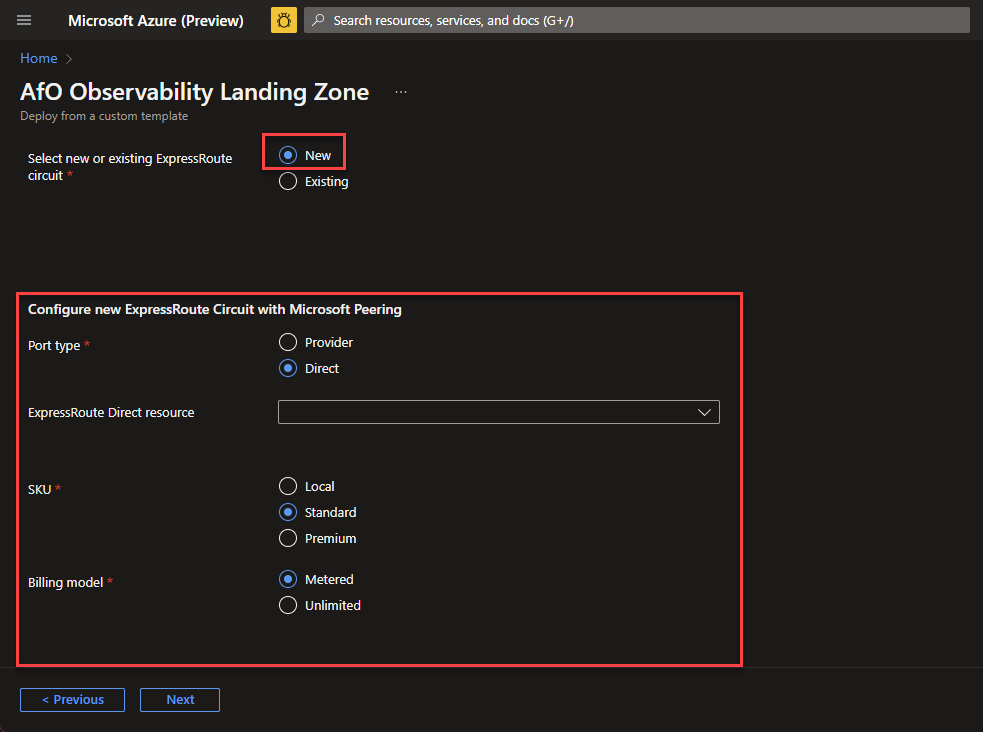 Microsoft Azure (Preview)
Search resources, services, and docs (G+/)
Home
AfO Observability Landing Zone
...
Deploy from a custom template
Select new or existing ExpressRoute
circuit *
New
Existing
Configure new ExpressRoute Circuit with Microsoft Peering
Port type *
Provider
Direct
ExpressRoute Direct resource
SKU *
Local
Standard
Premium
Billing model *
Metered
Unlimited
< Previous
Next